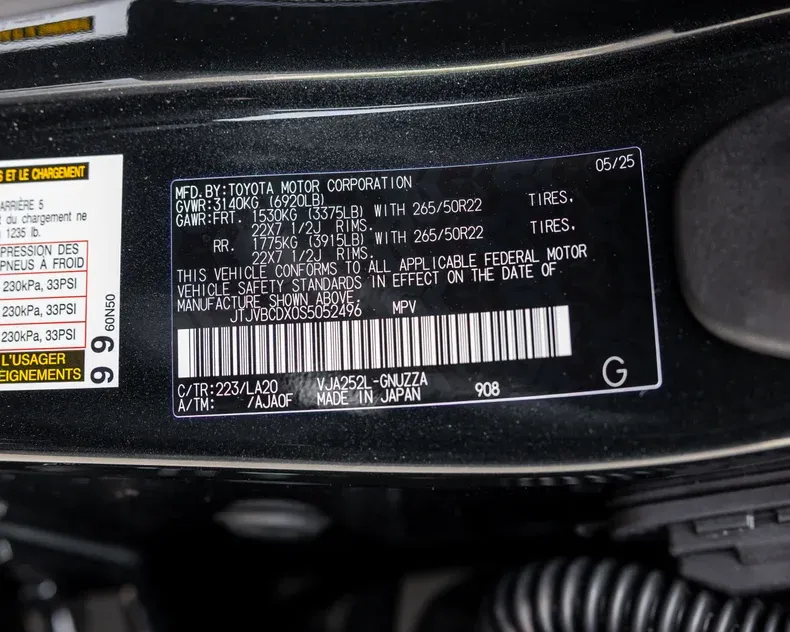 S ET LE CHARGEMENT
ARRIÈRE 5
du chargement ne
1235 lb.
PRESSION DES
PNEUS À FROID
230kPa, 33PSI
230kPa, 33PSI
230kPa, 33PSI
L'USAGER
EIGNEMENTS
99 60N50
05/25
MFD.BY:TOYOTA MOTOR CORPORATION
GVWR:3140KG (6920LB)
GAWR:FRT. 1530KG (3375LB) WITH 265/50R22 TIRES,
22X7 1/2J RIMS.
RR. 1775KG (3915LB) WITH 265/50R22 TIRES,
22X7 1/2J RIMS.
THIS VEHICLE CONFORMS TO ALL APPLICABLE FEDERAL MOTOR
VEHICLE SAFETY STANDARDS IN EFFECT ON THE DATE OF
MANUFACTURE SHOWN ABOVE.
JTJVBCDX0S5052496 MPV
C/TR:223/LA20 VJA252L-GNUZZA
A/TM: /AJA0F MADE IN JAPAN 908
G